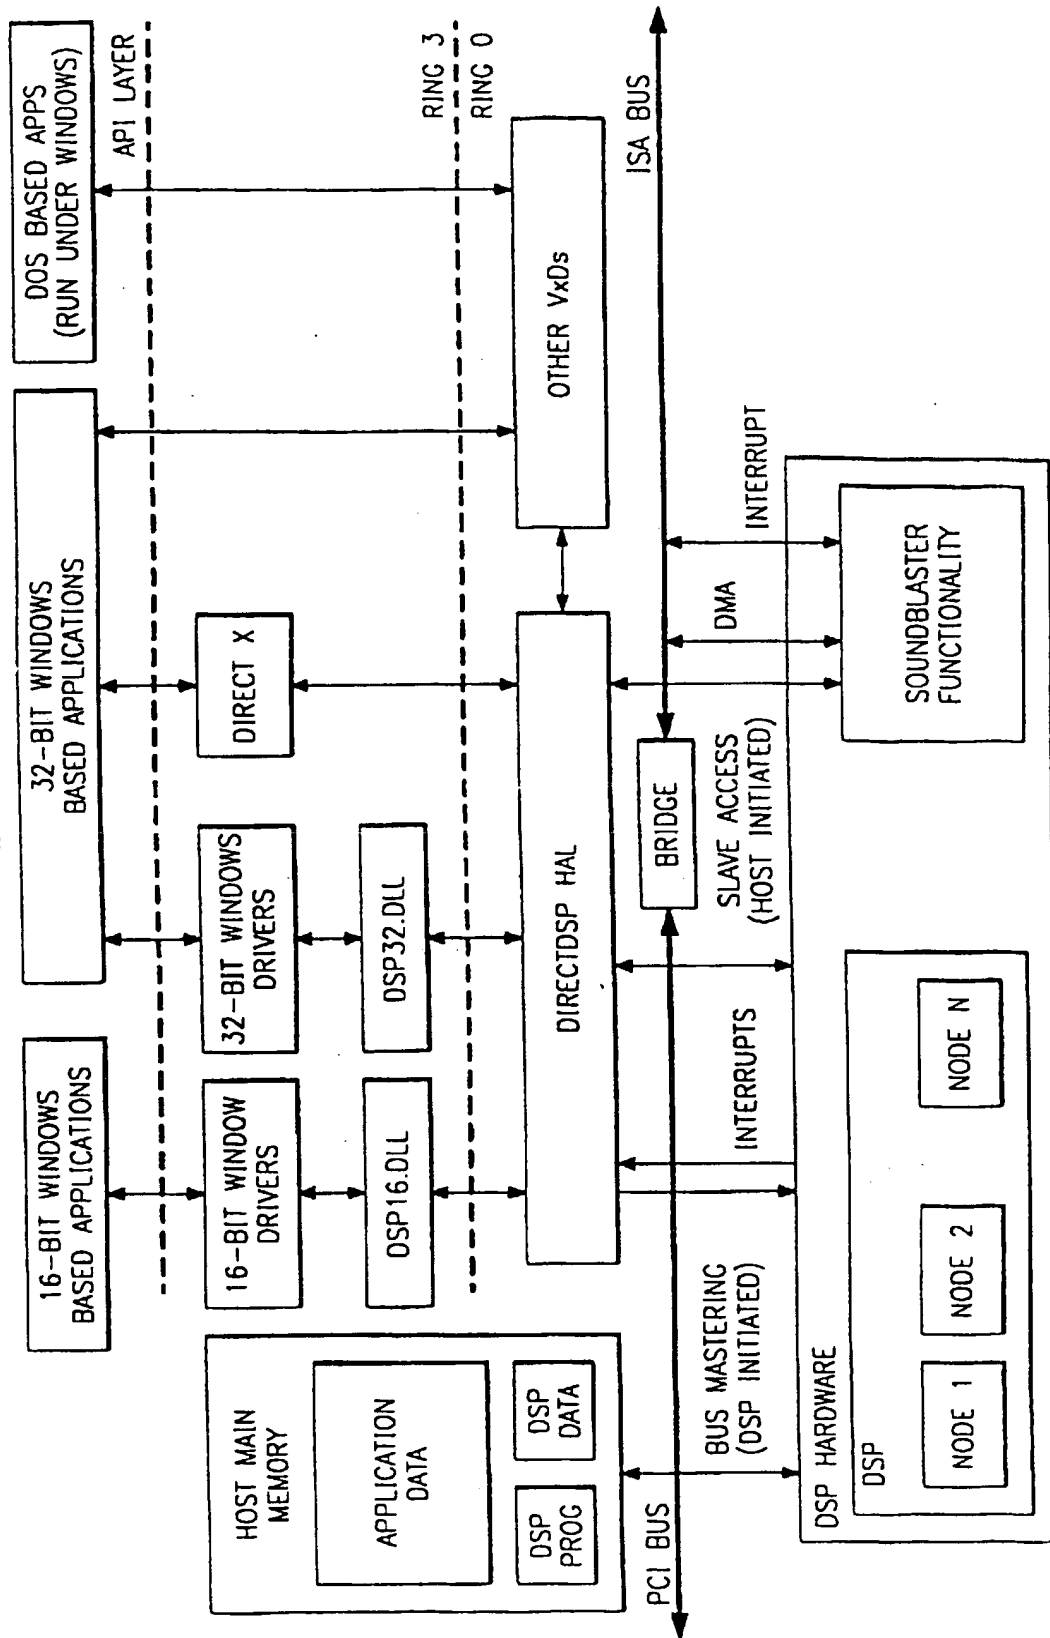 16-BIT WINDOWS
BASED APPLICATIONS
32-BIT WINDOWS
BASED APPLICATIONS
DOS BASED APPS
(RUN UNDER WINDOWS)
API LAYER
HOST MAIN
MEMORY
APPLICATION
DATA
DSP
PROG
DSP
DATA
16-BIT WINDOW
DRIVERS
32-BIT WINDOWS
DRIVERS
DIRECT X
DSP16.DLL
DSP32.DLL
RING 3
RING 0
DIRECTDSP HAL
OTHER VxDs
PCI BUS
BRIDGE
ISA BUS
BUS MASTERING
(DSP INITIATED)
INTERRUPTS
SLAVE ACCESS
(HOST INITIATED)
DMA
INTERRUPT
DSP HARDWARE
DSP
NODE 1
NODE 2
NODE N
SOUNDBLASTER
FUNCTIONALITY